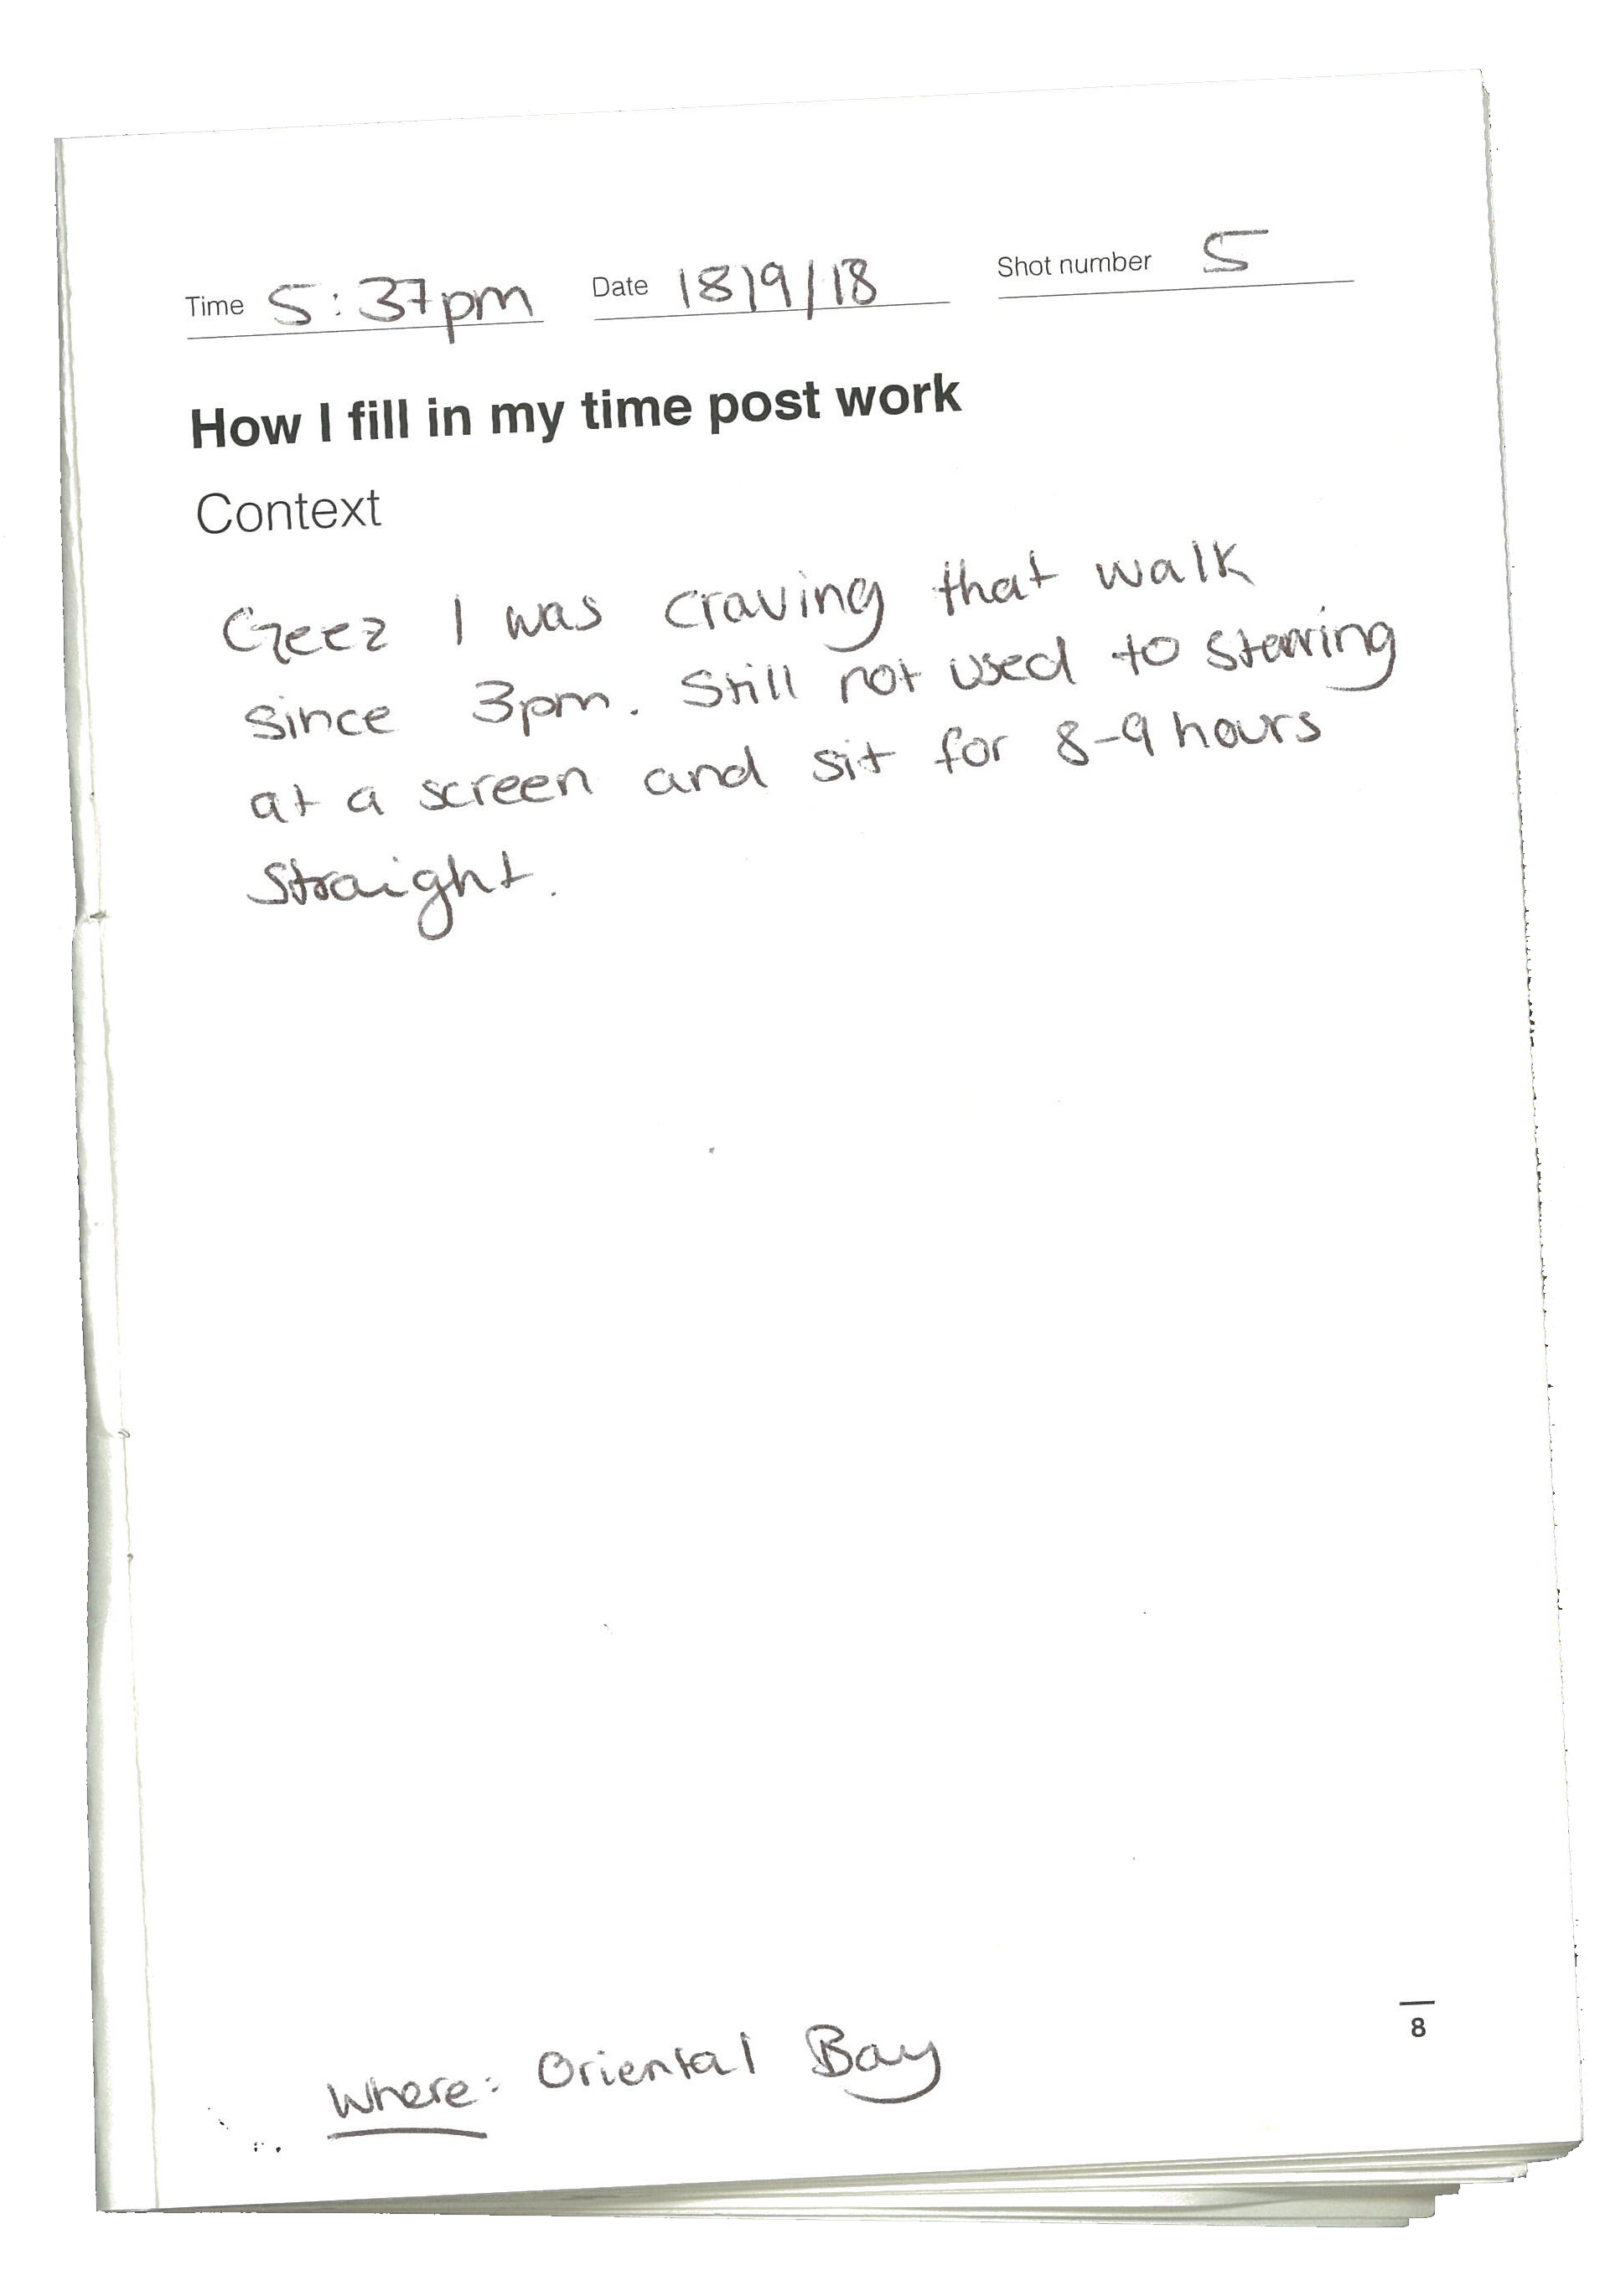 Time 5:37pm Date 18/9/18 Shot number 5
How I fill in my time post work
Context
Geez I was craving that walk
since 3pm. Still not used to starring
at a screen and sit for 8-9 hours
straight.
8
Where: Oriental Bay